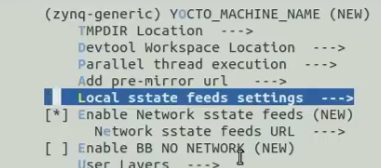 (zynq-generic) YOCTO_MACHINE_NAME (NEW)
TMPDIR Location  --->
Devtool Workspace Location  --->
Parallel thread execution  --->
Add pre-mirror url  --->
Local sstate feeds settings  --->
[*] Enable Network sstate feeds (NEW)
Network sstate feeds URL  --->
[ ] Enable BB NO NETWORK (NEW)
User Layers  --->